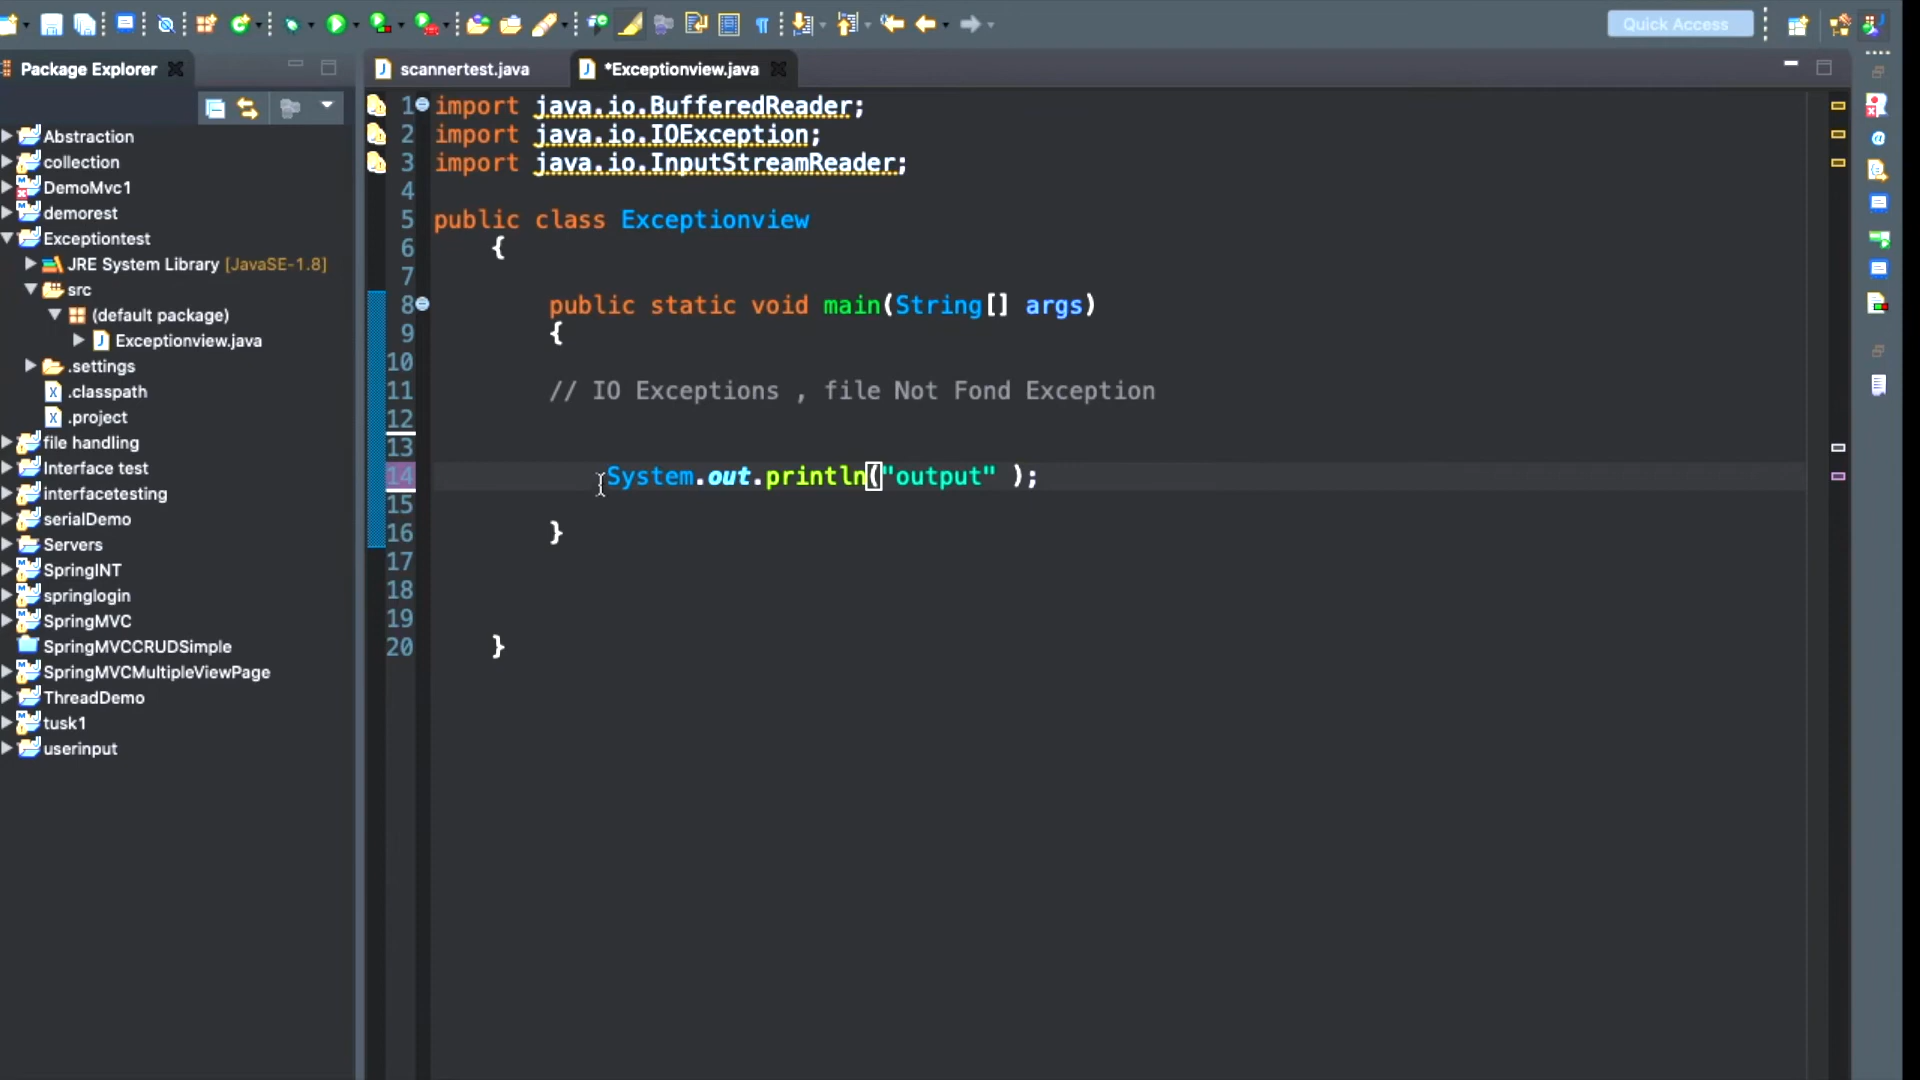 Quick Access
Package Explorer
scannertest.java
*Exceptionview.java
Abstraction
collection
DemoMvc1
demorest
Exceptiontest
JRE System Library [JavaSE-1.8]
src
(default package)
Exceptionview.java
.settings
.classpath
.project
file handling
Interface test
interfacetesting
serialDemo
Servers
SpringINT
springlogin
SpringMVC
SpringMVCCRUDSimple
SpringMVCMultipleViewPage
ThreadDemo
tusk1
userinput
1 import java.io.BufferedReader;
2 import java.io.IOException;
3 import java.io.InputStreamReader;
4
5 public class Exceptionview
6 {
7
8 public static void main(String[] args)
9 {
10
11 // IO Exceptions , file Not Fond Exception
12
13
14 System.out.println("output" );
15
16 }
17
18
19
20 }